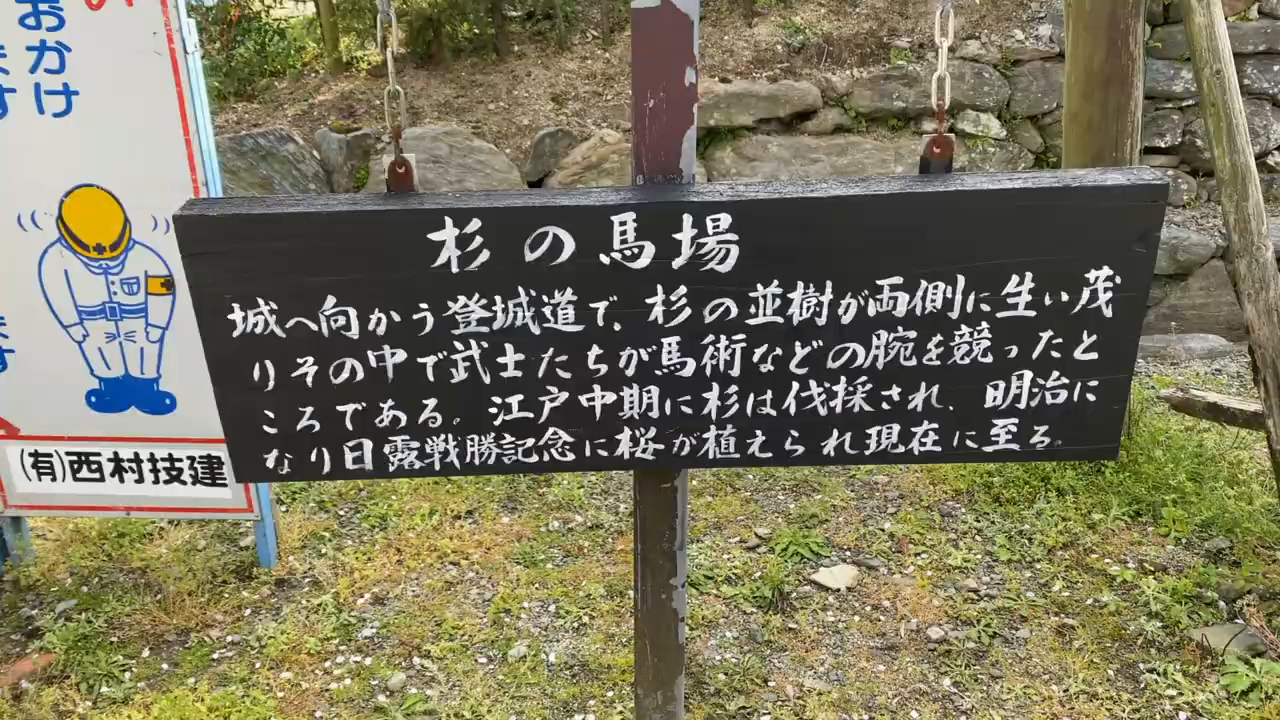 杉の馬場
城へ向かう登城道で、杉の並樹が両側に生い茂
りその中で武士たちが馬術などの腕を競ったと
ころである。江戸中期に杉は伐採され、明治に
なり日露戦勝記念に桜が植えられ現在に至る。
おかけ
ます
ます
(有)西村技建